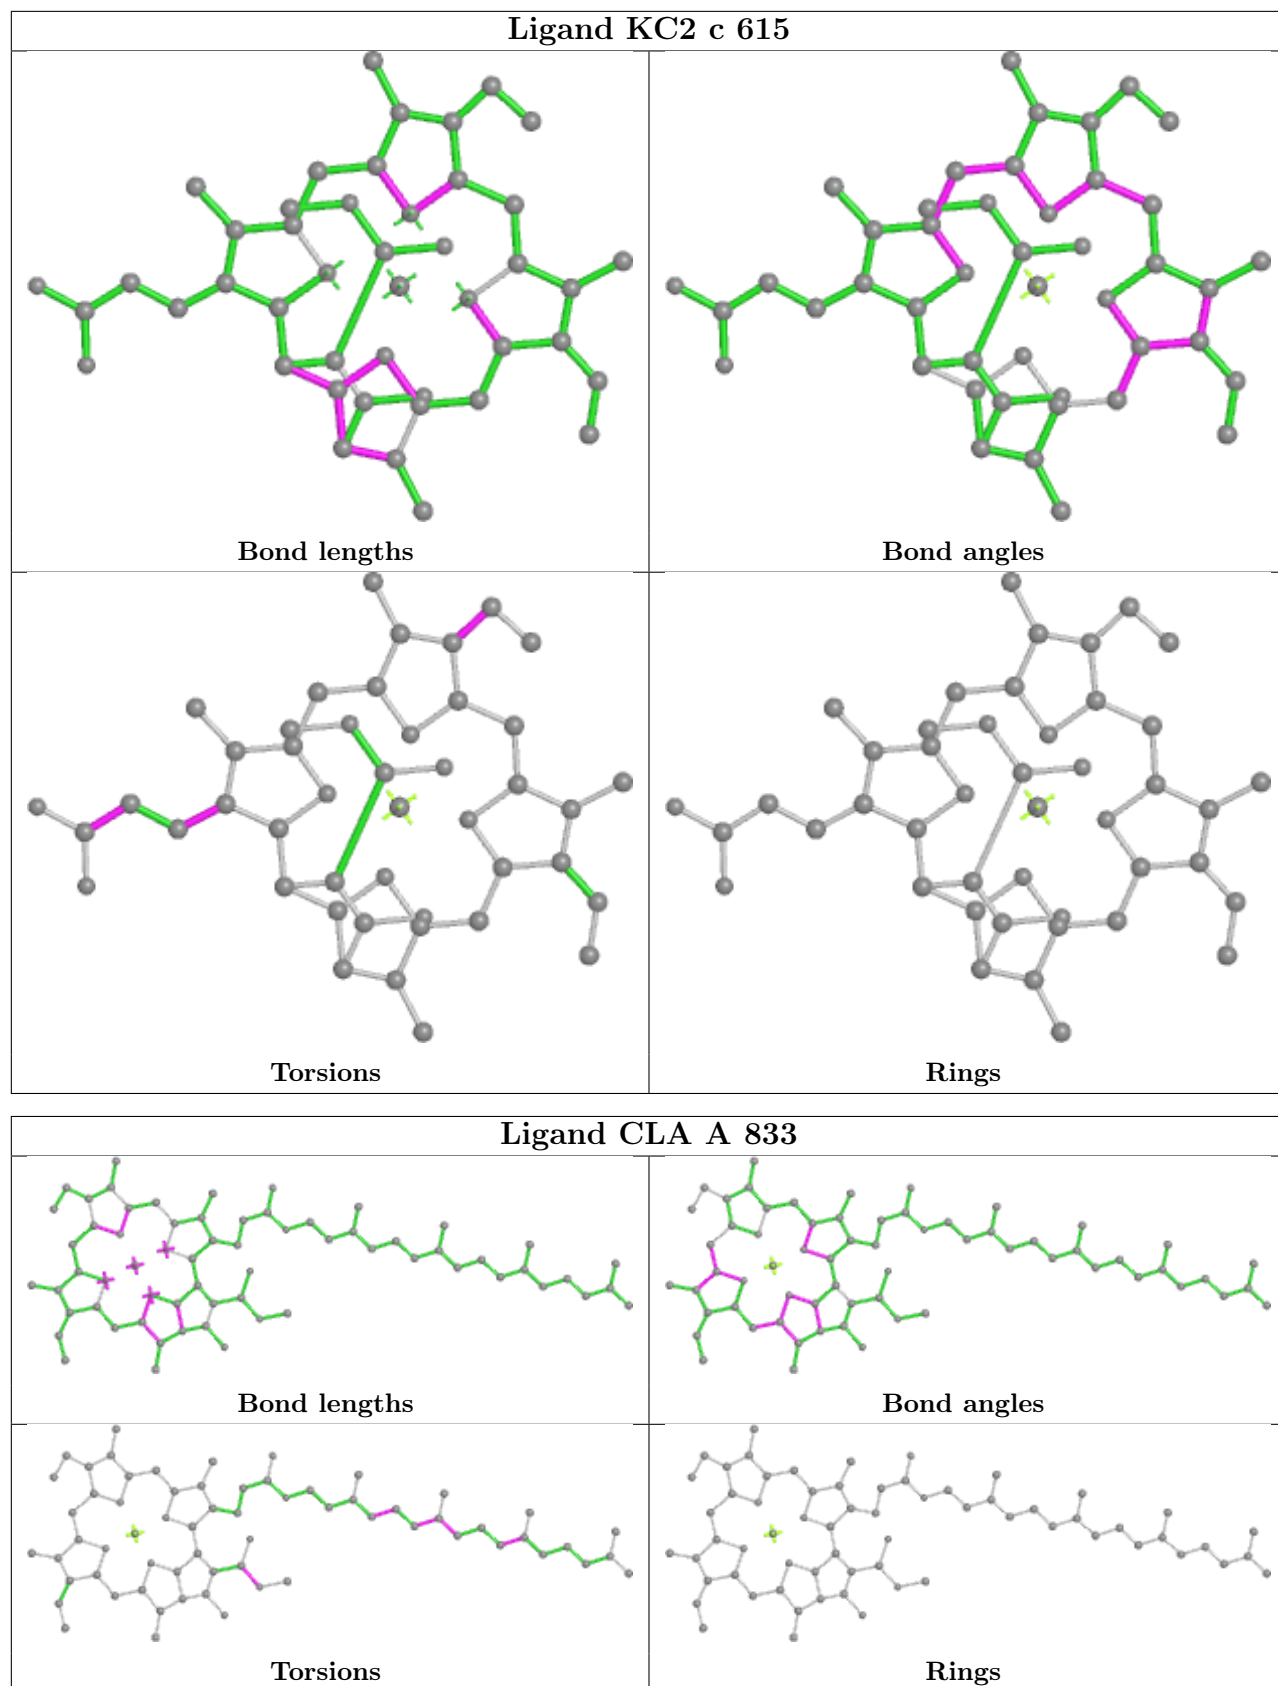 Ligand KC2 c 615
Bond lengths
Bond angles
Torsions
Rings
Ligand CLA A 833
Bond lengths
Bond angles
Torsions
Rings